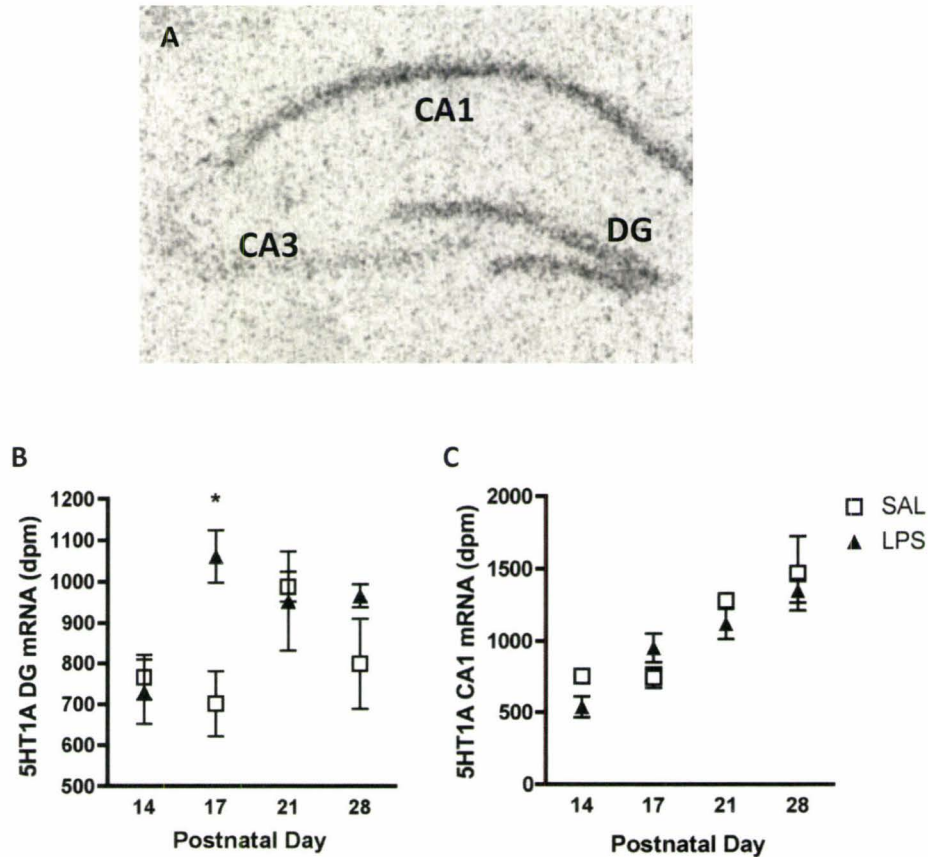 A
CA1
DG
CA3
B
5HT1A DG mRNA (dpm)
1200
1100
1000
900
800
700
600
500
*
14 17 21 28
Postnatal Day
C
5HT1A CA1 mRNA (dpm)
2000
1500
1000
500
0
14 17 21 28
Postnatal Day
SAL
LPS